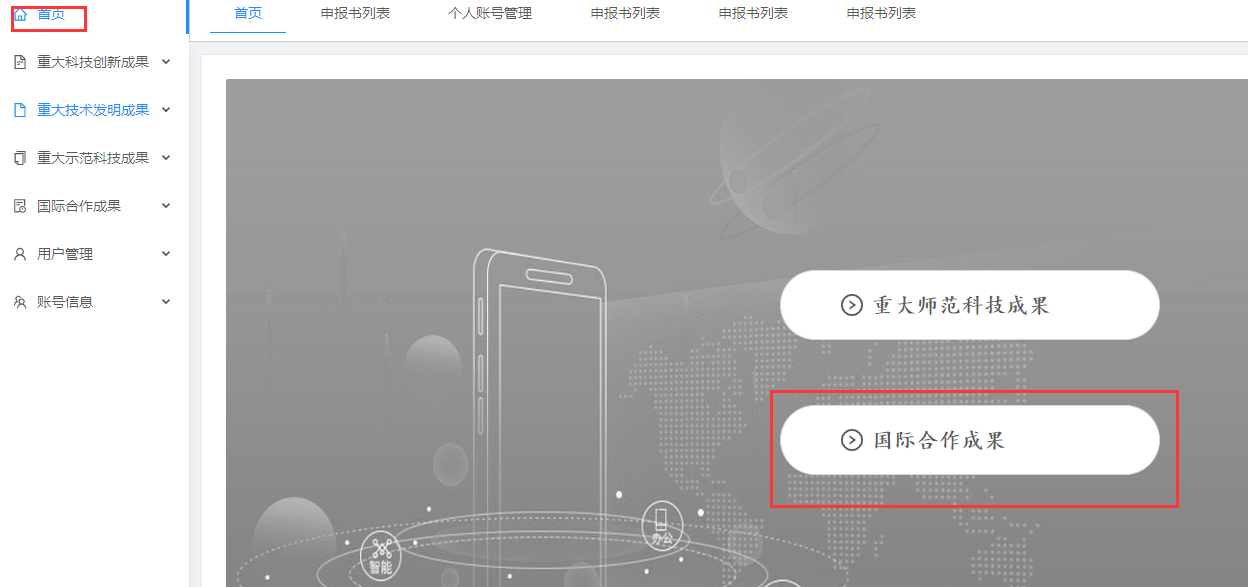 首页
重大科技创新成果
重大技术发明成果
重大示范科技成果
国际合作成果
用户管理
账号信息
首页 申报书列表 个人账号管理 申报书列表 申报书列表 申报书列表
重大师范科技成果
国际合作成果
办公
智能